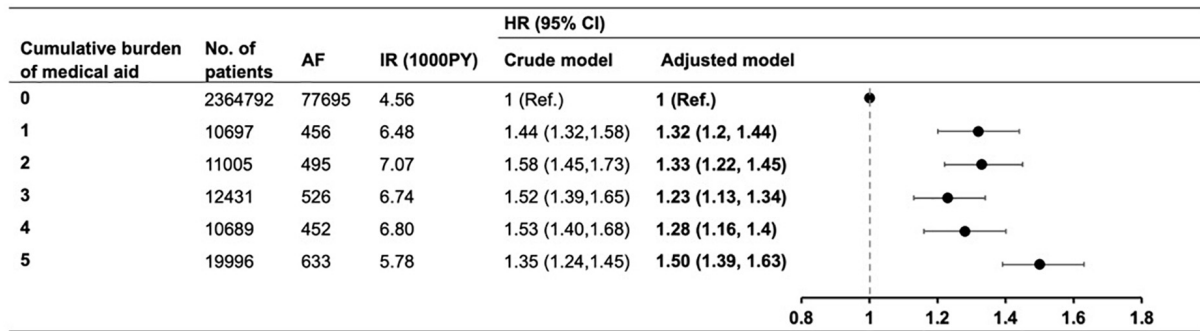 HR (95% CI)
Cumulative burden of medical aid No. of patients AF IR (1000PY) Crude model Adjusted model
0 2364792 77695 4.56 1 (Ref.) 1 (Ref.)
1 10697 456 6.48 1.44 (1.32,1.58) 1.32 (1.2, 1.44)
2 11005 495 7.07 1.58 (1.45,1.73) 1.33 (1.22, 1.45)
3 12431 526 6.74 1.52 (1.39,1.65) 1.23 (1.13, 1.34)
4 10689 452 6.80 1.53 (1.40,1.68) 1.28 (1.16, 1.4)
5 19996 633 5.78 1.35 (1.24,1.45) 1.50 (1.39, 1.63)
0.8 1 1.2 1.4 1.6 1.8